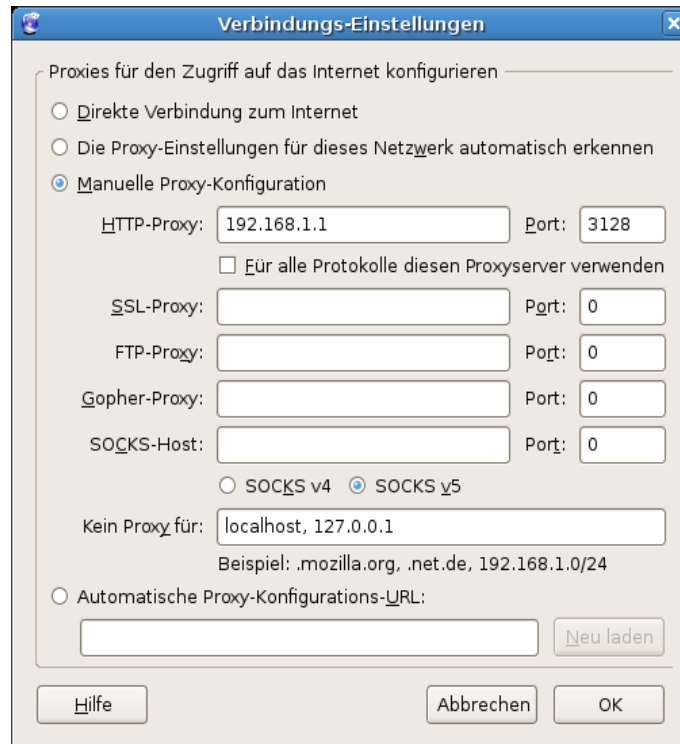 Verbindungs-Einstellungen
Proxies für den Zugriff auf das Internet konfigurieren
Direkte Verbindung zum Internet
Die Proxy-Einstellungen für dieses Netzwerk automatisch erkennen
Manuelle Proxy-Konfiguration
HTTP-Proxy: 192.168.1.1 Port: 3128
Für alle Protokolle diesen Proxyserver verwenden
SSL-Proxy: Port: 0
FTP-Proxy: Port: 0
Gopher-Proxy: Port: 0
SOCKS-Host: Port: 0
SOCKS v4 SOCKS v5
Kein Proxy für: localhost, 127.0.0.1
Beispiel: .mozilla.org, .net.de, 192.168.1.0/24
Automatische Proxy-Konfigurations-URL:
Neu laden
Hilfe Abbrechen OK